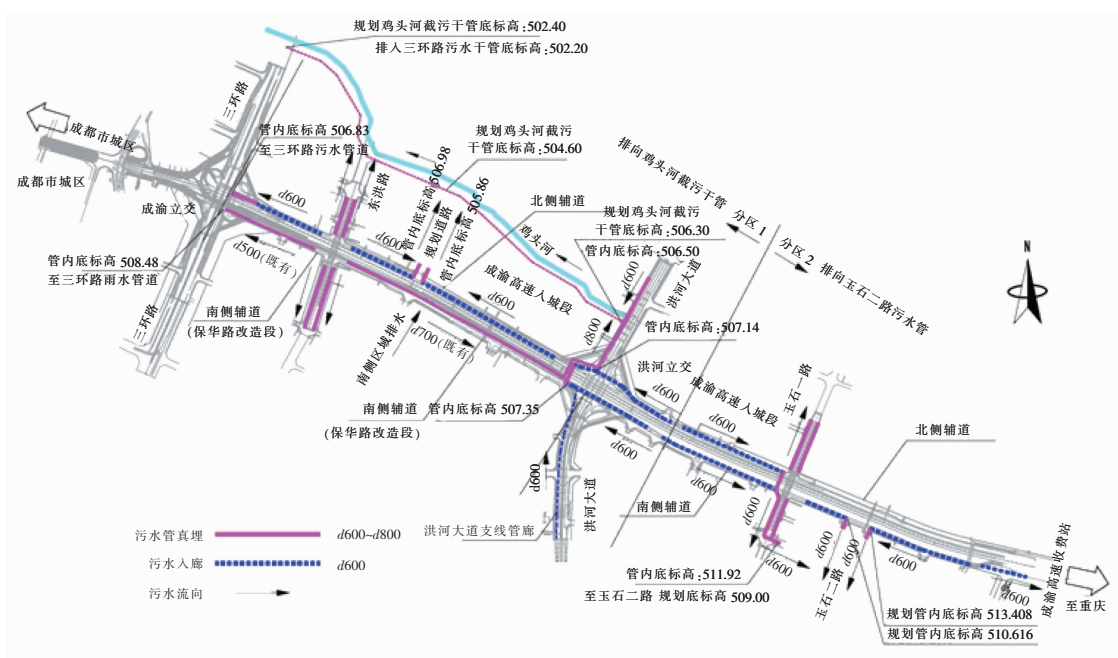 规划鸡头河截污干管底标高:502.40
排入三环路污水干管底标高:502.20
三环路
成都市城区
成都市城区
管内底标高 506.83
至三环路污水管道
规划鸡头河截污
干管底标高:504.60
排向鸡头河截污干管 分区 1
分区 2 排向玉石二路污水管
成渝立交
d600
东洪路
d600
管内底标高 506.98
规划道路
管内底标高 505.86
北侧辅道
鸡头河
规划鸡头河截污
干管底标高:506.30
管内底标高:506.50
d600
洪河大道
N
d500(既有)
管内底标高 508.48
至三环路雨水管道
三环路
南侧辅道
(保华路改造段)
成渝高速入城段
d600
d800
管内底标高:507.14
南侧区域排水
d700(既有)
洪河立交
南侧辅道 管内底标高 507.35
(保华路改造段)
d600
成渝高速入城段
d600
玉石一路
北侧辅道
d600
d600
d600
南侧辅道
洪河大道
洪河大道支线管廊
d600
d600
d600
d600
玉石二路
d600
d600
成渝高速收费站
至重庆
污水管直埋 d600~d800
污水入廊 d600
污水流向
管内底标高:511.92
至玉石二路 规划底标高 509.00
规划管内底标高 513.408
规划管内底标高 510.616